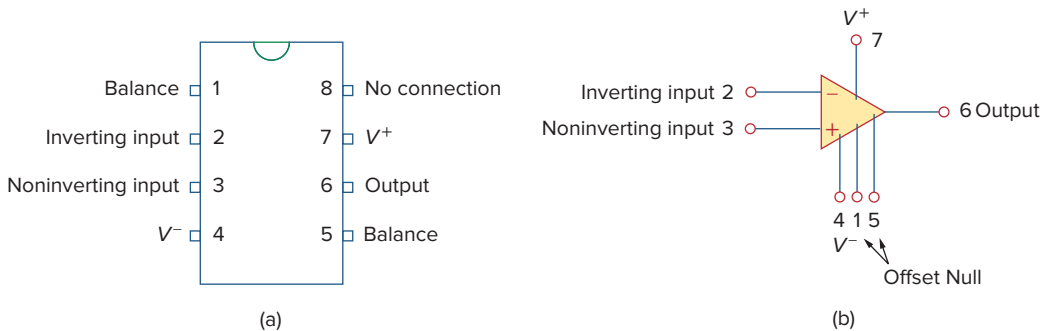 Balance 1 8 No connection
Inverting input 2 7 V⁺
Noninverting input 3 6 Output
V⁻ 4 5 Balance
(a)
V⁺
7
Inverting input 2 −
Noninverting input 3 +
6 Output
4 1 5
V⁻
Offset Null
(b)